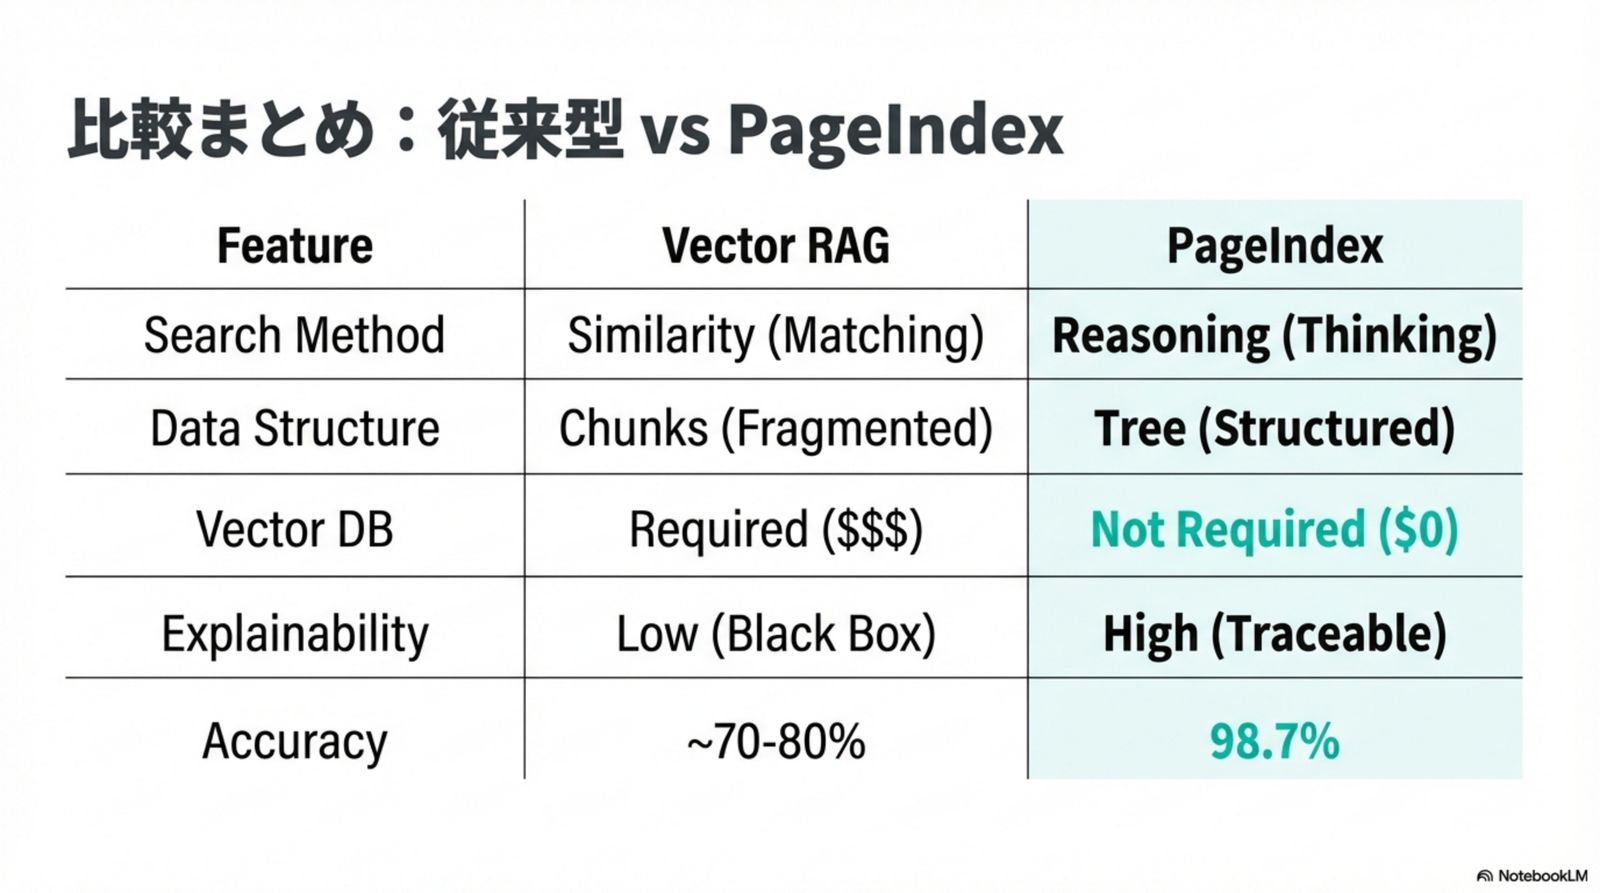 比較まとめ：従来型 vs PageIndex
Feature Vector RAG PageIndex
Search Method Similarity (Matching) Reasoning (Thinking)
Data Structure Chunks (Fragmented) Tree (Structured)
Vector DB Required ($$$) Not Required ($0)
Explainability Low (Black Box) High (Traceable)
Accuracy ~70-80% 98.7%
NotebookLM